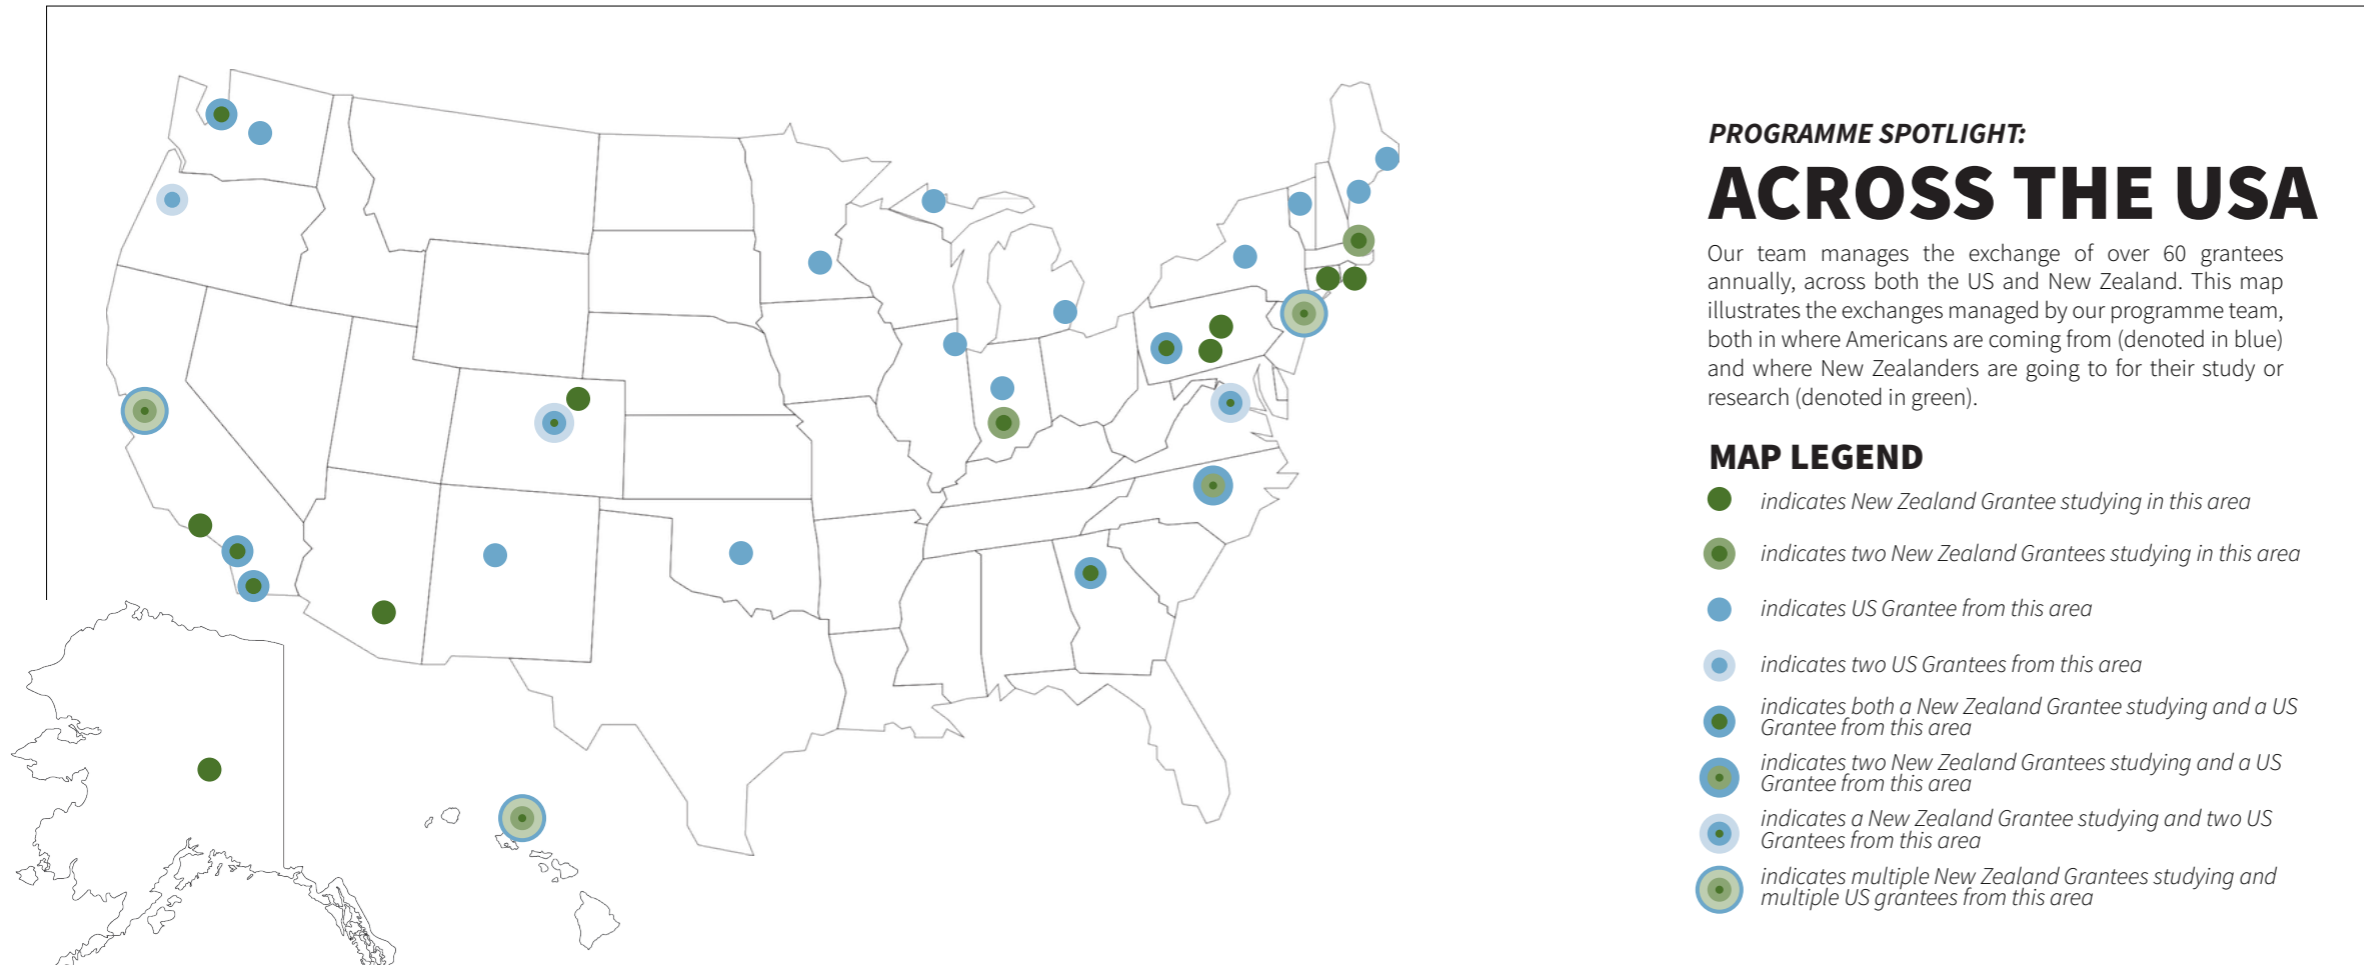 PROGRAMME SPOTLIGHT:
ACROSS THE USA
Our team manages the exchange of over 60 grantees
annually, across both the US and New Zealand. This map
illustrates the exchanges managed by our programme team,
both in where Americans are coming from (denoted in blue)
and where New Zealanders are going to for their study or
research (denoted in green).
MAP LEGEND
indicates New Zealand Grantee studying in this area
indicates two New Zealand Grantees studying in this area
indicates US Grantee from this area
indicates two US Grantees from this area
indicates both a New Zealand Grantee studying and a US
Grantee from this area
indicates two New Zealand Grantees studying and a US
Grantee from this area
indicates a New Zealand Grantee studying and two US
Grantees from this area
indicates multiple New Zealand Grantees studying and
multiple US grantees from this area